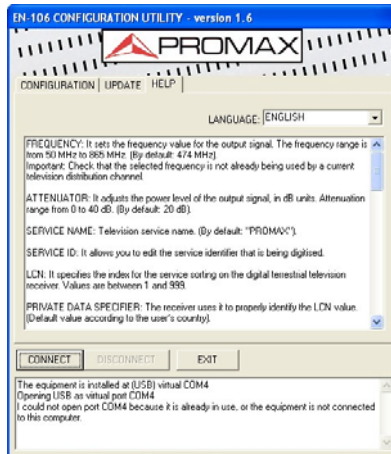 EN-106 CONFIGURATION UTILITY - version 1.6
PROMAX
CONFIGURATION UPDATE HELP
LANGUAGE: ENGLISH
FREQUENCY: It sets the frequency value for the output signal. The frequency range is
from 50 MHz to 865 MHz. (By default: 474 MHz).
Important: Check that the selected frequency is not already being used by a current
television distribution channel.
ATTENUATOR: It adjusts the power level of the output signal, in dB units. Attenuation
range from 0 to 40 dB. (By default: 20 dB).
SERVICE NAME: Television service name. (By default: "PROMAX").
SERVICE ID: It allows you to edit the service identifier that is being digitised.
LCN: It specifies the index for the service sorting on the digital terrestrial television
receiver. Values are between 1 and 999.
PRIVATE DATA SPECIFIER: The receiver uses it to properly identify the LCN value.
(Default value according to the user's country).
CONNECT DISCONNECT EXIT
The equipment is installed at (USB) virtual COM4
Opening USB as virtual port COM4
I could not open port COM4 because it is already in use, or the equipment is not connected
to this computer.